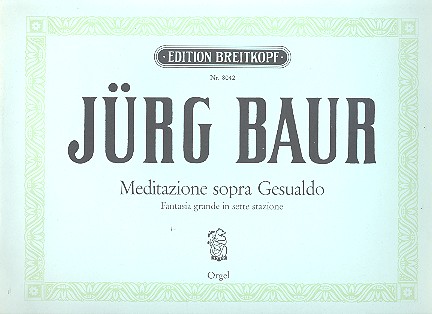 EDITION BREITKOPF
Nr. 8042
JÜRG BAUR
Meditazione sopra Gesualdo
Fantasia grande in sette stazione
Orgel